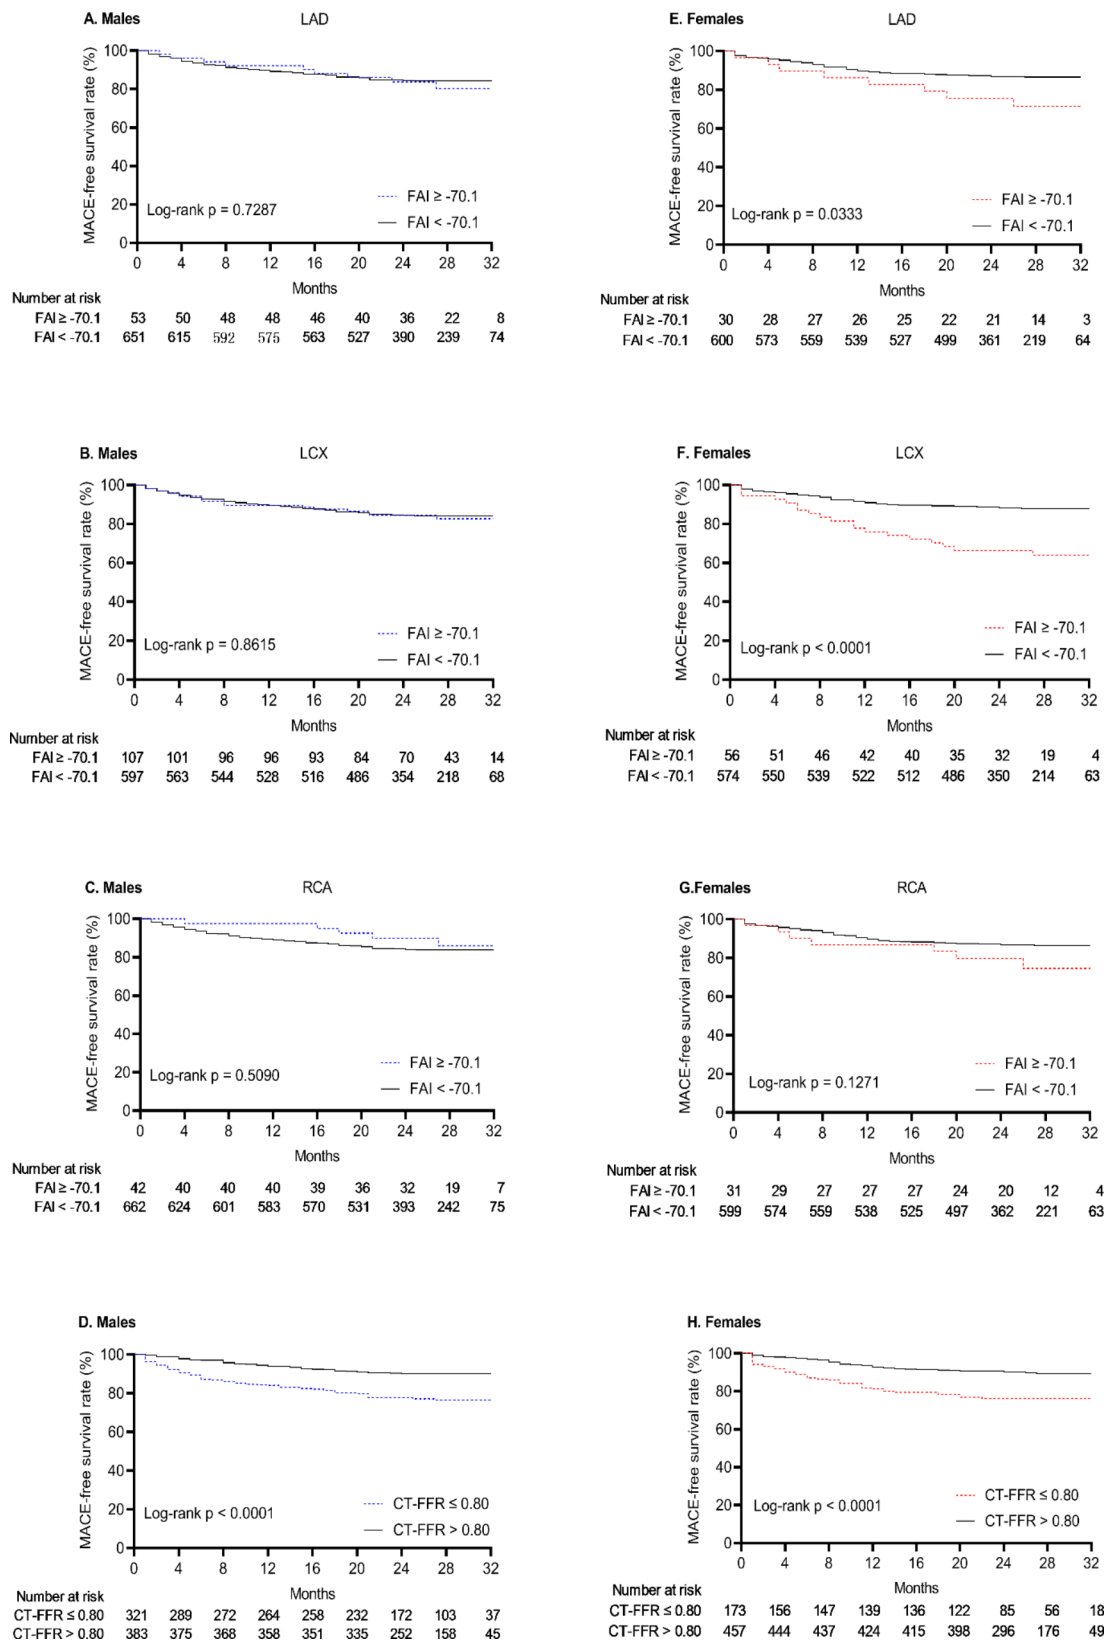 A. Males LAD
MACE-free survival rate (%)
100
80
60
40
20
0
Log-rank p = 0.7287
FAI ≥ -70.1
FAI < -70.1
0 4 8 12 16 20 24 28 32
Months
Number at risk
FAI ≥ -70.1 53 50 48 48 46 40 36 22 8
FAI < -70.1 651 615 592 575 563 527 390 239 74
E. Females LAD
MACE-free survival rate (%)
100
80
60
40
20
0
Log-rank p = 0.0333
FAI ≥ -70.1
FAI < -70.1
0 4 8 12 16 20 24 28 32
Months
Number at risk
FAI ≥ -70.1 30 28 27 26 25 22 21 14 3
FAI < -70.1 600 573 559 539 527 499 361 219 64
B. Males LCX
MACE-free survival rate (%)
100
80
60
40
20
0
Log-rank p = 0.8615
FAI ≥ -70.1
FAI < -70.1
0 4 8 12 16 20 24 28 32
Months
Number at risk
FAI ≥ -70.1 107 101 96 96 93 84 70 43 14
FAI < -70.1 597 563 544 528 516 486 354 218 68
F. Females LCX
MACE-free survival rate (%)
100
80
60
40
20
0
Log-rank p < 0.0001
FAI ≥ -70.1
FAI < -70.1
0 4 8 12 16 20 24 28 32
Months
Number at risk
FAI ≥ -70.1 56 51 46 42 40 35 32 19 4
FAI < -70.1 574 550 539 522 512 486 350 214 63
C. Males RCA
MACE-free survival rate (%)
100
80
60
40
20
0
Log-rank p = 0.5090
FAI ≥ -70.1
FAI < -70.1
0 4 8 12 16 20 24 28 32
Months
Number at risk
FAI ≥ -70.1 42 40 40 40 39 36 32 19 7
FAI < -70.1 662 624 601 583 570 531 393 242 75
G.Females RCA
MACE-free survival rate (%)
100
80
60
40
20
0
Log-rank p = 0.1271
FAI ≥ -70.1
FAI < -70.1
0 4 8 12 16 20 24 28 32
Months
Number at risk
FAI ≥ -70.1 31 29 27 27 27 24 20 12 4
FAI < -70.1 599 574 559 538 525 497 362 221 63
D. Males
MACE-free survival rate (%)
100
80
60
40
20
0
Log-rank p < 0.0001
CT-FFR ≤ 0.80
CT-FFR > 0.80
0 4 8 12 16 20 24 28 32
Months
Number at risk
CT-FFR ≤ 0.80 321 289 272 264 258 232 172 103 37
CT-FFR > 0.80 383 375 368 358 351 335 252 158 45
H. Females
MACE-free survival rate (%)
100
80
60
40
20
0
Log-rank p < 0.0001
CT-FFR ≤ 0.80
CT-FFR > 0.80
0 4 8 12 16 20 24 28 32
Months
Number at risk
CT-FFR ≤ 0.80 173 156 147 139 136 122 85 56 18
CT-FFR > 0.80 457 444 437 424 415 398 296 176 49